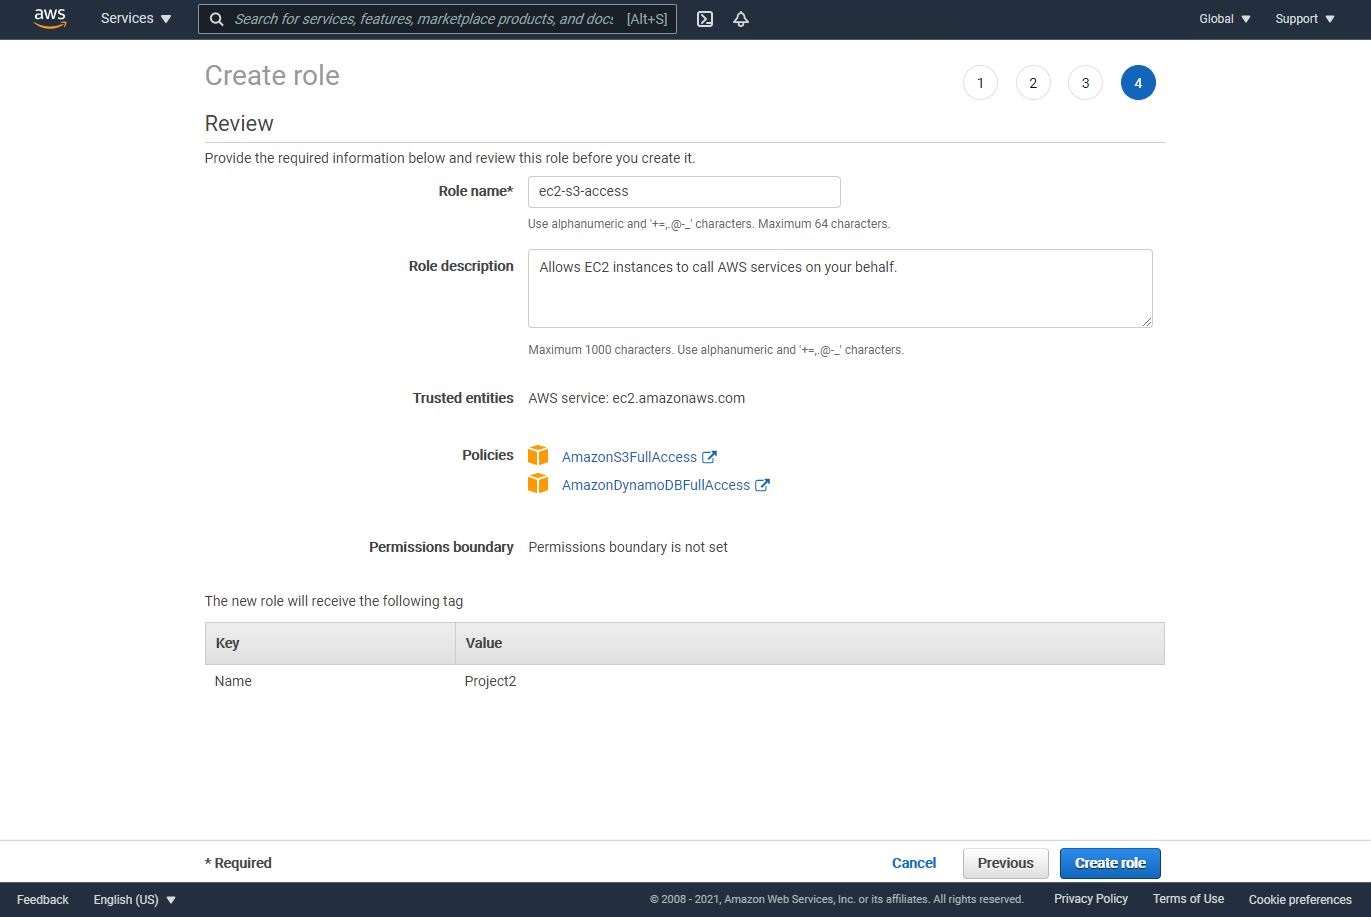 aws Services Search for services, features, marketplace products, and docs [Alt+S] Global Support
Create role 1 2 3 4
Review
Provide the required information below and review this role before you create it.
Role name* ec2-s3-access
Use alphanumeric and '+=,.@-_' characters. Maximum 64 characters.
Role description Allows EC2 instances to call AWS services on your behalf.
Maximum 1000 characters. Use alphanumeric and '+=,.@-_' characters.
Trusted entities AWS service: ec2.amazonaws.com
Policies AmazonS3FullAccess
AmazonDynamoDBFullAccess
Permissions boundary Permissions boundary is not set
The new role will receive the following tag
Key Value
Name Project2
* Required Cancel Previous Create role
Feedback English (US) © 2008 - 2021, Amazon Web Services, Inc. or its affiliates. All rights reserved. Privacy Policy Terms of Use Cookie preferences